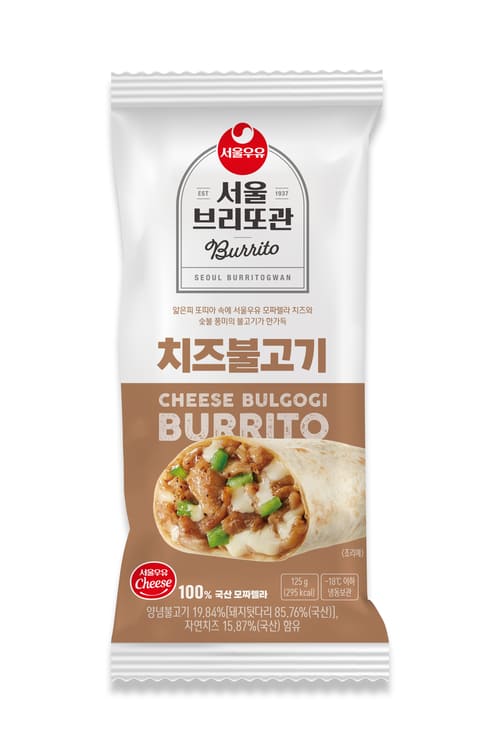 서울우유
EST 1937
서울
브리또관
Burrito
SEOUL BURRITOGWAN
얇은피 또띠아 속에 서울우유 모짜렐라 치즈와
숯불 풍미의 불고기가 한가득
치즈불고기
CHEESE BULGOGI
BURRITO
(조리예)
서울우유
Cheese
100% 국산 모짜렐라
125 g
(295 kcal)
-18℃ 이하
냉동보관
양념불고기 19.84%[돼지뒷다리 85.76%(국산)],
자연치즈 15.87%(국산) 함유